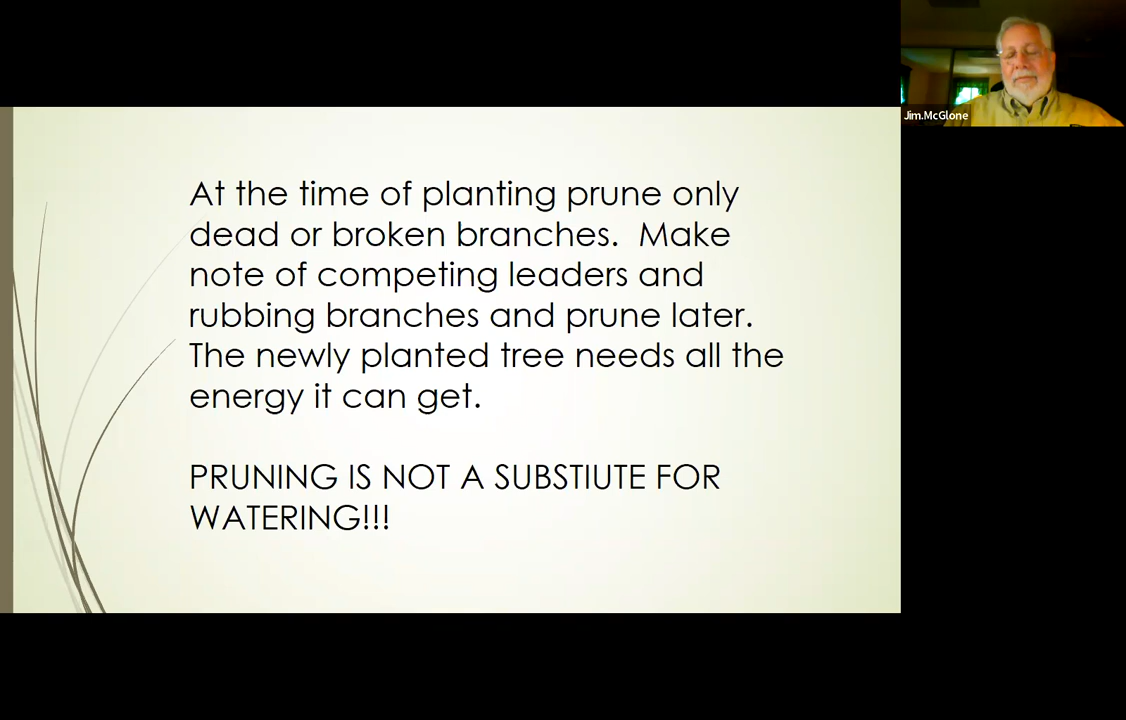 Jim.McGlone
At the time of planting prune only
dead or broken branches.  Make
note of competing leaders and
rubbing branches and prune later.
The newly planted tree needs all the
energy it can get.
PRUNING IS NOT A SUBSTIUTE FOR
WATERING!!!